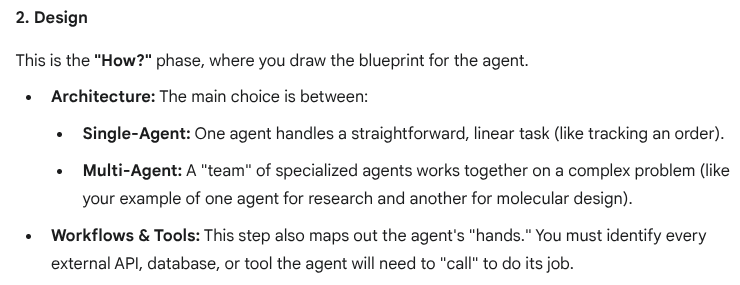 2. Design
This is the "How?" phase, where you draw the blueprint for the agent.
• Architecture: The main choice is between:
• Single-Agent: One agent handles a straightforward, linear task (like tracking an order).
• Multi-Agent: A "team" of specialized agents works together on a complex problem (like
your example of one agent for research and another for molecular design).
• Workflows & Tools: This step also maps out the agent's "hands." You must identify every
external API, database, or tool the agent will need to "call" to do its job.